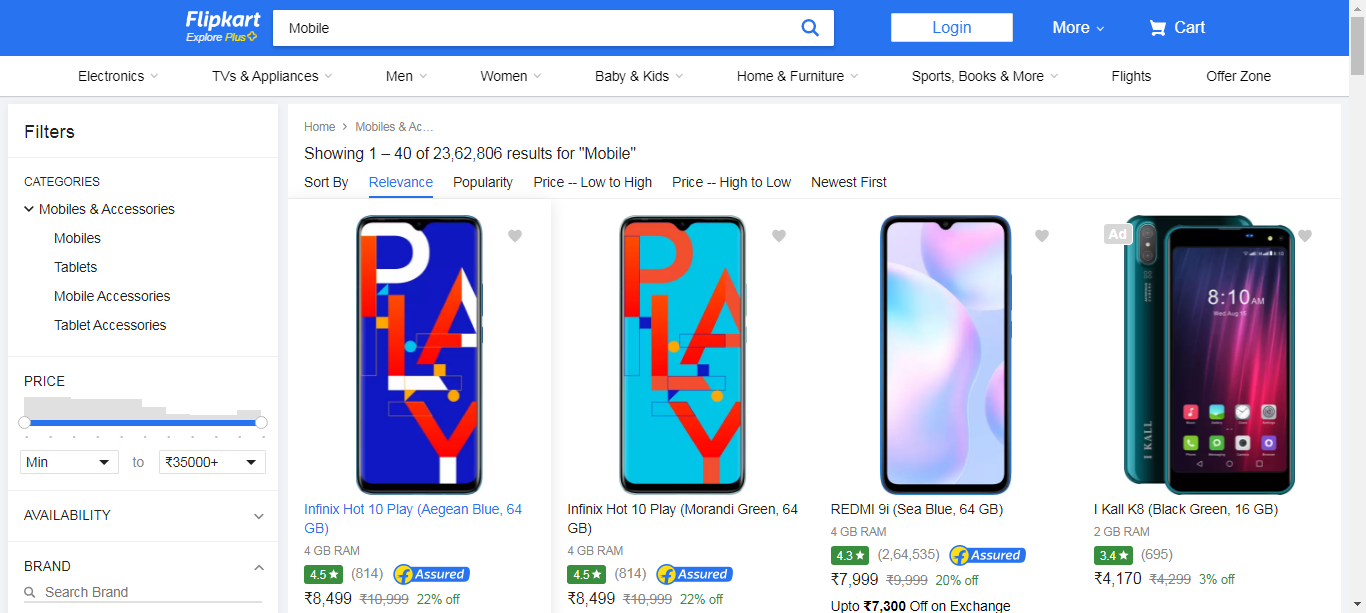 Flipkart
Explore Plus
Mobile
Login
More
Cart
Electronics
TVs & Appliances
Men
Women
Baby & Kids
Home & Furniture
Sports, Books & More
Flights
Offer Zone
Filters
CATEGORIES
Mobiles & Accessories
Mobiles
Tablets
Mobile Accessories
Tablet Accessories
PRICE
Min
to
₹35000+
AVAILABILITY
BRAND
Search Brand
Home
Mobiles & Ac...
Showing 1 – 40 of 23,62,806 results for "Mobile"
Sort By
Relevance
Popularity
Price -- Low to High
Price -- High to Low
Newest First
PLAY
Infinix Hot 10 Play (Aegean Blue, 64
GB)
4 GB RAM
4.5 (814) Assured
₹8,499 ₹10,999 22% off
PLAY
Infinix Hot 10 Play (Morandi Green, 64
GB)
4 GB RAM
4.5 (814) Assured
₹8,499 ₹10,999 22% off
REDMI 9i (Sea Blue, 64 GB)
4 GB RAM
4.3 (2,64,535) Assured
₹7,999 ₹9,999 20% off
Upto ₹7,300 Off on Exchange
Ad
8:10 AM
Wed, Aug 15
I KALL
I Kall K8 (Black Green, 16 GB)
2 GB RAM
3.4 (695)
₹4,170 ₹4,299 3% off